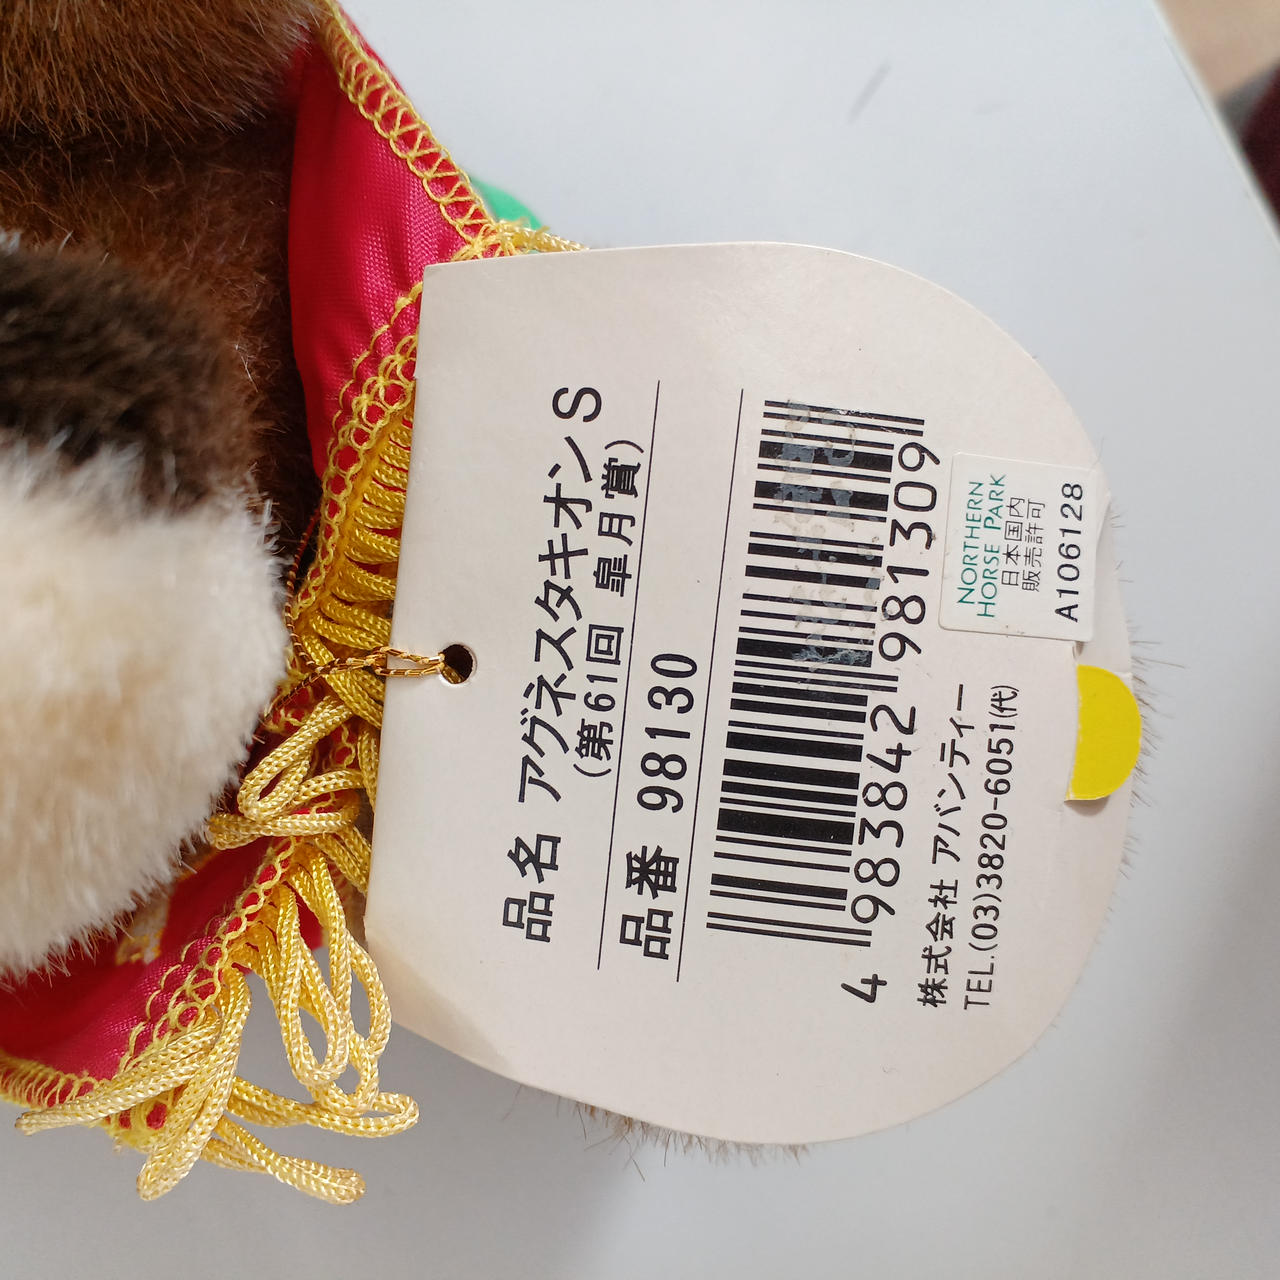 品名 アグネスタキオンS
(第61回 皐月賞)
品番 98130
4 983842 981309
株式会社 アバンティー
TEL.(03)3820-6051(代)
NORTHERN
HORSE PARK
日本国内
販売許可
A106128